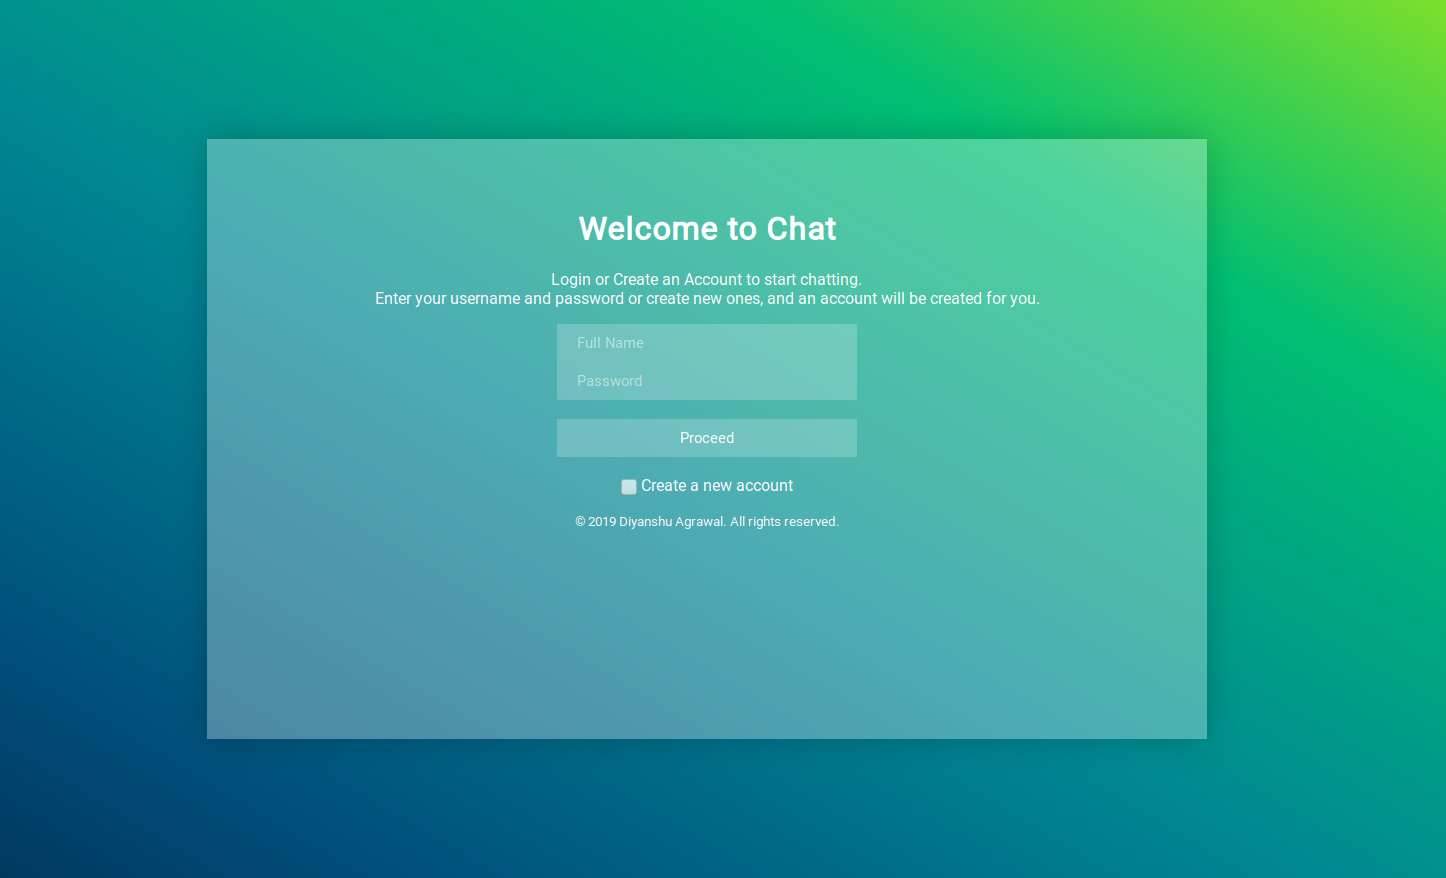 Welcome to Chat
Login or Create an Account to start chatting.
Enter your username and password or create new ones, and an account will be created for you.
Full Name
Password
Proceed
Create a new account
© 2019 Diyanshu Agrawal. All rights reserved.